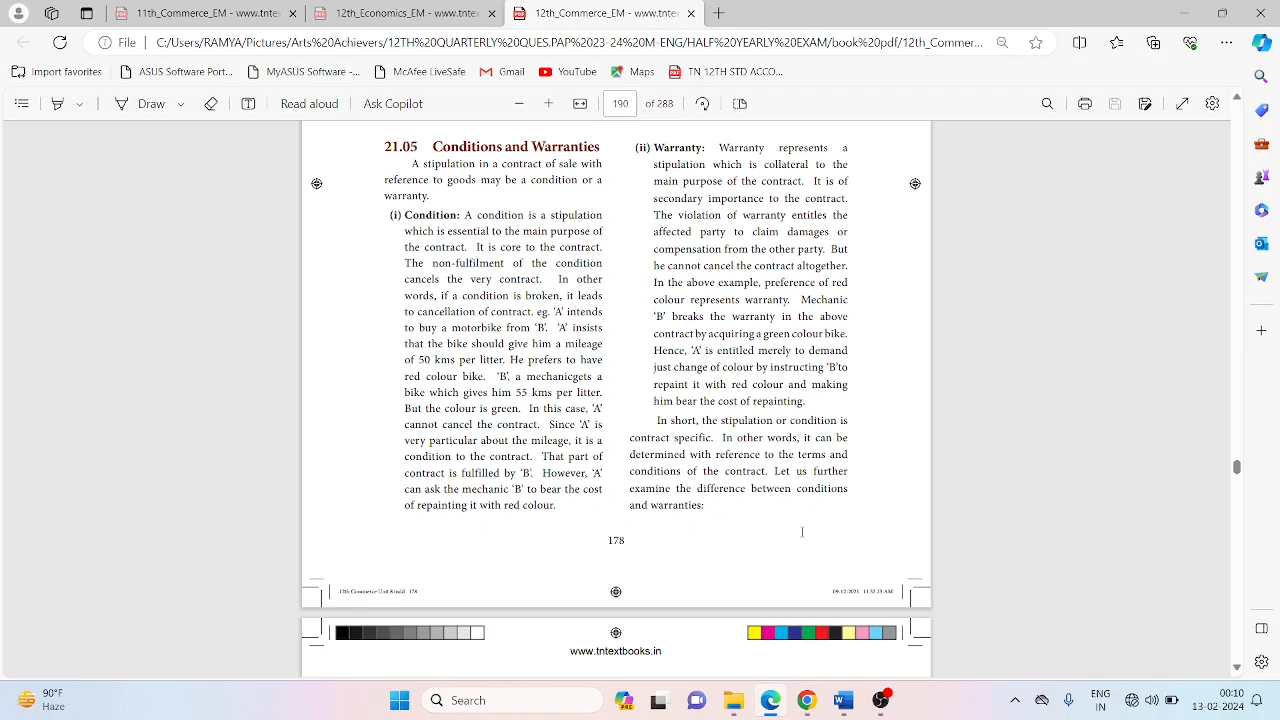 11th_Commerce_EM - www.tntex
12th_Economics_EM - www.tntex
12th_Commerce_EM - www.tntex
File
C:/Users/RAMYA/Pictures/Arts%20Achievers/12TH%20QUARTERLY%20QUES.PAP%2023-24%20M-ENG/HALF%20YEARLY%20EXAM/book%20pdf/12th_Commer...
Import favorites
ASUS Software Port...
MyASUS Software -...
McAfee LiveSafe
Gmail
YouTube
Maps
TN 12TH STD ACCO...
Draw
Read aloud
Ask Copilot
190 of 288
21.05 Conditions and Warranties
A stipulation in a contract of sale with
reference to goods may be a condition or a
warranty.
(i) Condition: A condition is a stipulation
which is essential to the main purpose of
the contract. It is core to the contract.
The non-fulfilment of the condition
cancels the very contract. In other
words, if a condition is broken, it leads
to cancellation of contract. eg. ‘A’ intends
to buy a motorbike from ‘B’. ‘A’ insists
that the bike should give him a mileage
of 50 kms per litter. He prefers to have
red colour bike. ‘B’, a mechanicgets a
bike which gives him 55 kms per litter.
But the colour is green. In this case, ‘A’
cannot cancel the contract. Since ‘A’ is
very particular about the mileage, it is a
condition to the contract. That part of
contract is fulfilled by ‘B’. However, ‘A’
can ask the mechanic ‘B’ to bear the cost
of repainting it with red colour.
(ii) Warranty: Warranty represents a
stipulation which is collateral to the
main purpose of the contract. It is of
secondary importance to the contract.
The violation of warranty entitles the
affected party to claim damages or
compensation from the other party. But
he cannot cancel the contract altogether.
In the above example, preference of red
colour represents warranty. Mechanic
‘B’ breaks the warranty in the above
contract by acquiring a green colour bike.
Hence, ‘A’ is entitled merely to demand
just change of colour by instructing ‘B’to
repaint it with red colour and making
him bear the cost of repainting.
In short, the stipulation or condition is
contract specific. In other words, it can be
determined with reference to the terms and
conditions of the contract. Let us further
examine the difference between conditions
and warranties:
178
12th Commerce Unit 8.indd 178
09-12-2021 11:52:23 AM
www.tntextbooks.in
90°F
Haze
Search
ENG
IN
00:10
13-02-2024